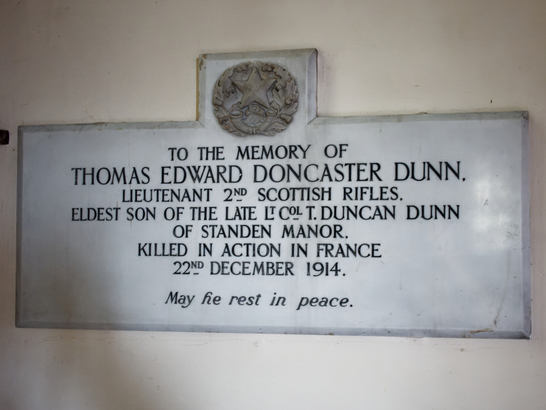 TO THE MEMORY OF
THOMAS EDWARD DONCASTER DUNN.
LIEUTENANT 2ND SCOTTISH RIFLES.
ELDEST SON OF THE LATE LT COL T. DUNCAN DUNN
OF STANDEN MANOR.
KILLED IN ACTION IN FRANCE
22ND DECEMBER 1914.
May he rest in peace.